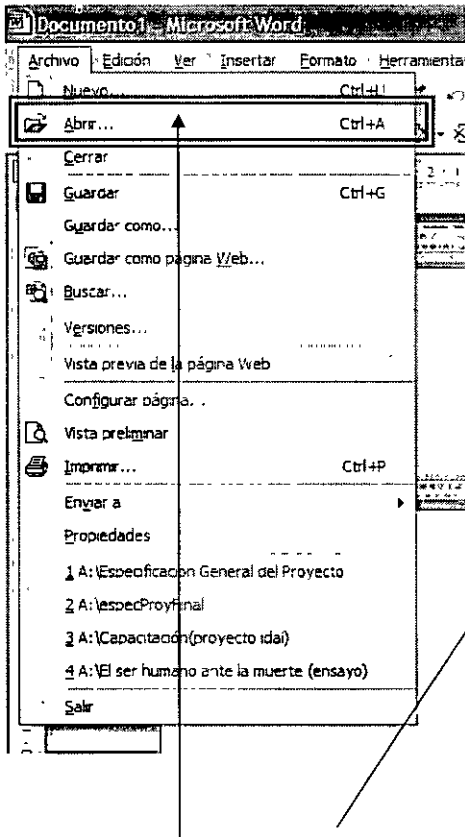 Documento1 - Microsoft Word
Archivo Edición Ver Insertar Formato Herramienta
Nuevo... Ctrl+U
Abrir... Ctrl+A
Cerrar
Guardar Ctrl+G
Guardar como...
Guardar como página Web...
Buscar...
Versiones...
Vista previa de la página Web
Configurar página...
Vista preliminar
Imprimir... Ctrl+P
Enviar a
Propiedades
1 A:\Especificación General del Proyecto
2 A:\especProyFinal
3 A:\Capacitación(proyecto idai)
4 A:\El ser humano ante la muerte (ensayo)
Salir
2 1